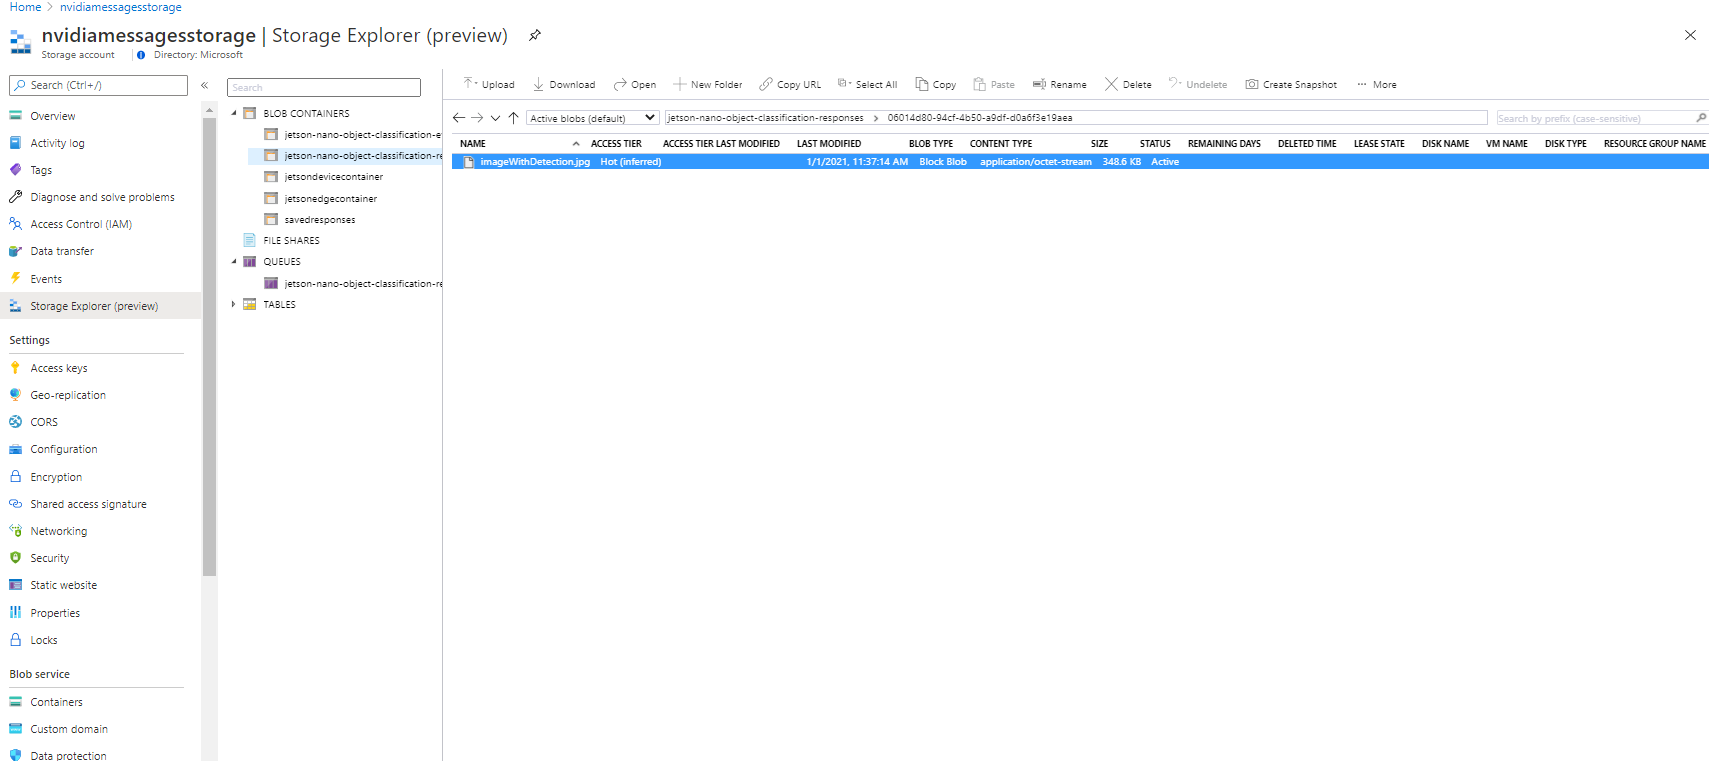 Home > nvidiamessagesstorage
nvidiamessagesstorage | Storage Explorer (preview)
Storage account
Directory: Microsoft
Search (Ctrl+/)
Overview
Activity log
Tags
Diagnose and solve problems
Access Control (IAM)
Data transfer
Events
Storage Explorer (preview)
Settings
Access keys
Geo-replication
CORS
Configuration
Encryption
Shared access signature
Networking
Security
Static website
Properties
Locks
Blob service
Containers
Custom domain
Data protection
Search
BLOB CONTAINERS
jetson-nano-object-classification-e
jetson-nano-object-classification-re
jetsondevicecontainer
jetsonedgecontainer
savedresponses
FILE SHARES
QUEUES
jetson-nano-object-classification-re
TABLES
Upload Download Open New Folder Copy URL Select All Copy Paste Rename Delete Undelete Create Snapshot ... More
Active blobs (default) jetson-nano-object-classification-responses > 06014d80-94cf-4b50-a9df-d0a6f3e19aea Search by prefix (case-sensitive)
NAME ACCESS TIER ACCESS TIER LAST MODIFIED LAST MODIFIED BLOB TYPE CONTENT TYPE SIZE STATUS REMAINING DAYS DELETED TIME LEASE STATE DISK NAME VM NAME DISK TYPE RESOURCE GROUP NAME
imageWithDetection.jpg Hot (inferred) 1/1/2021, 11:37:14 AM Block Blob application/octet-stream 348.6 KB Active